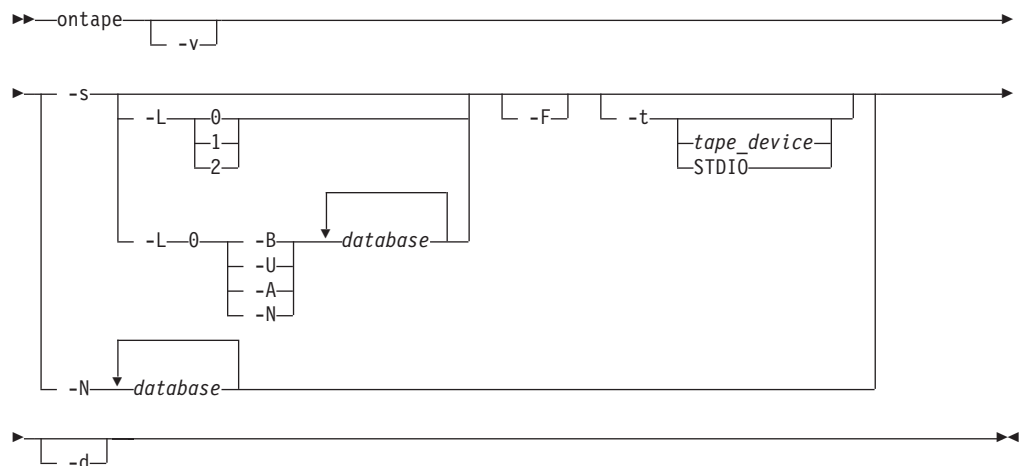 ontape
-v
-s
-L 0 -F -t
1 tape_device
2 STDIO
-L 0 -B database
-U
-A
-N
-N database
-d